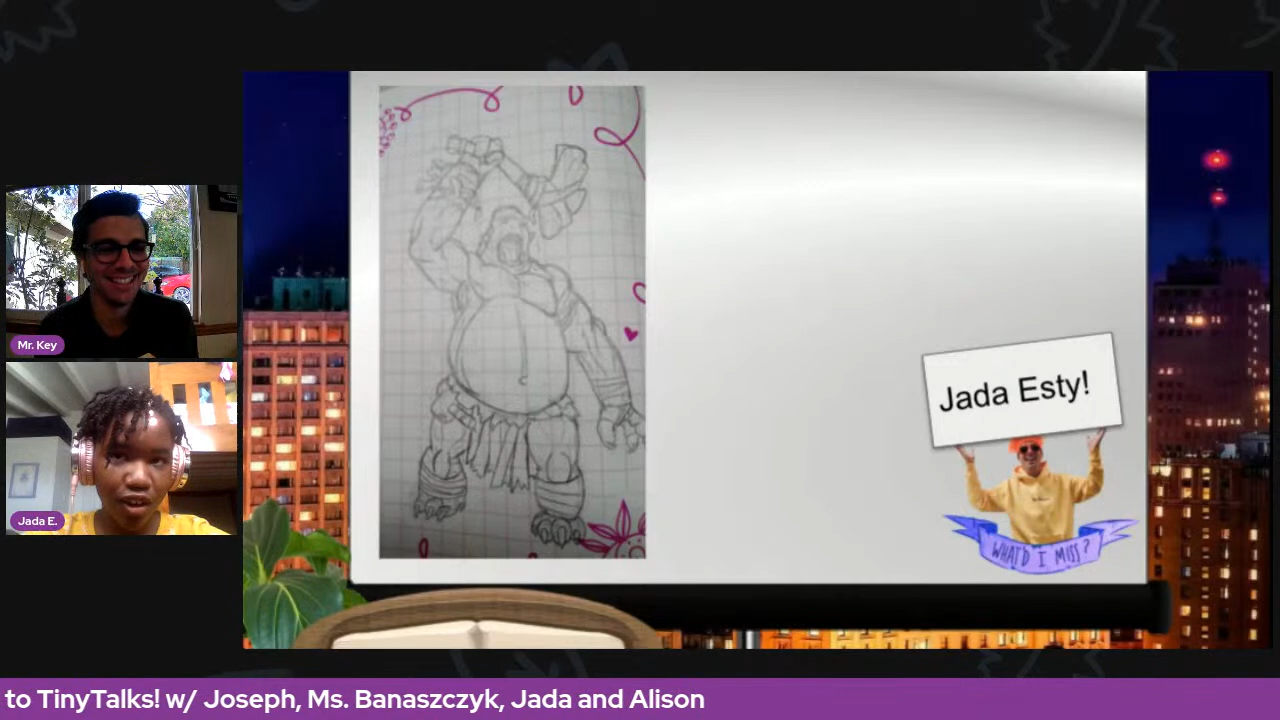 Mr. Key
Jada E.
Jada Esty!
WHAT'D I MISS?
to TinyTalks! w/ Joseph, Ms. Banaszczyk, Jada and Alison